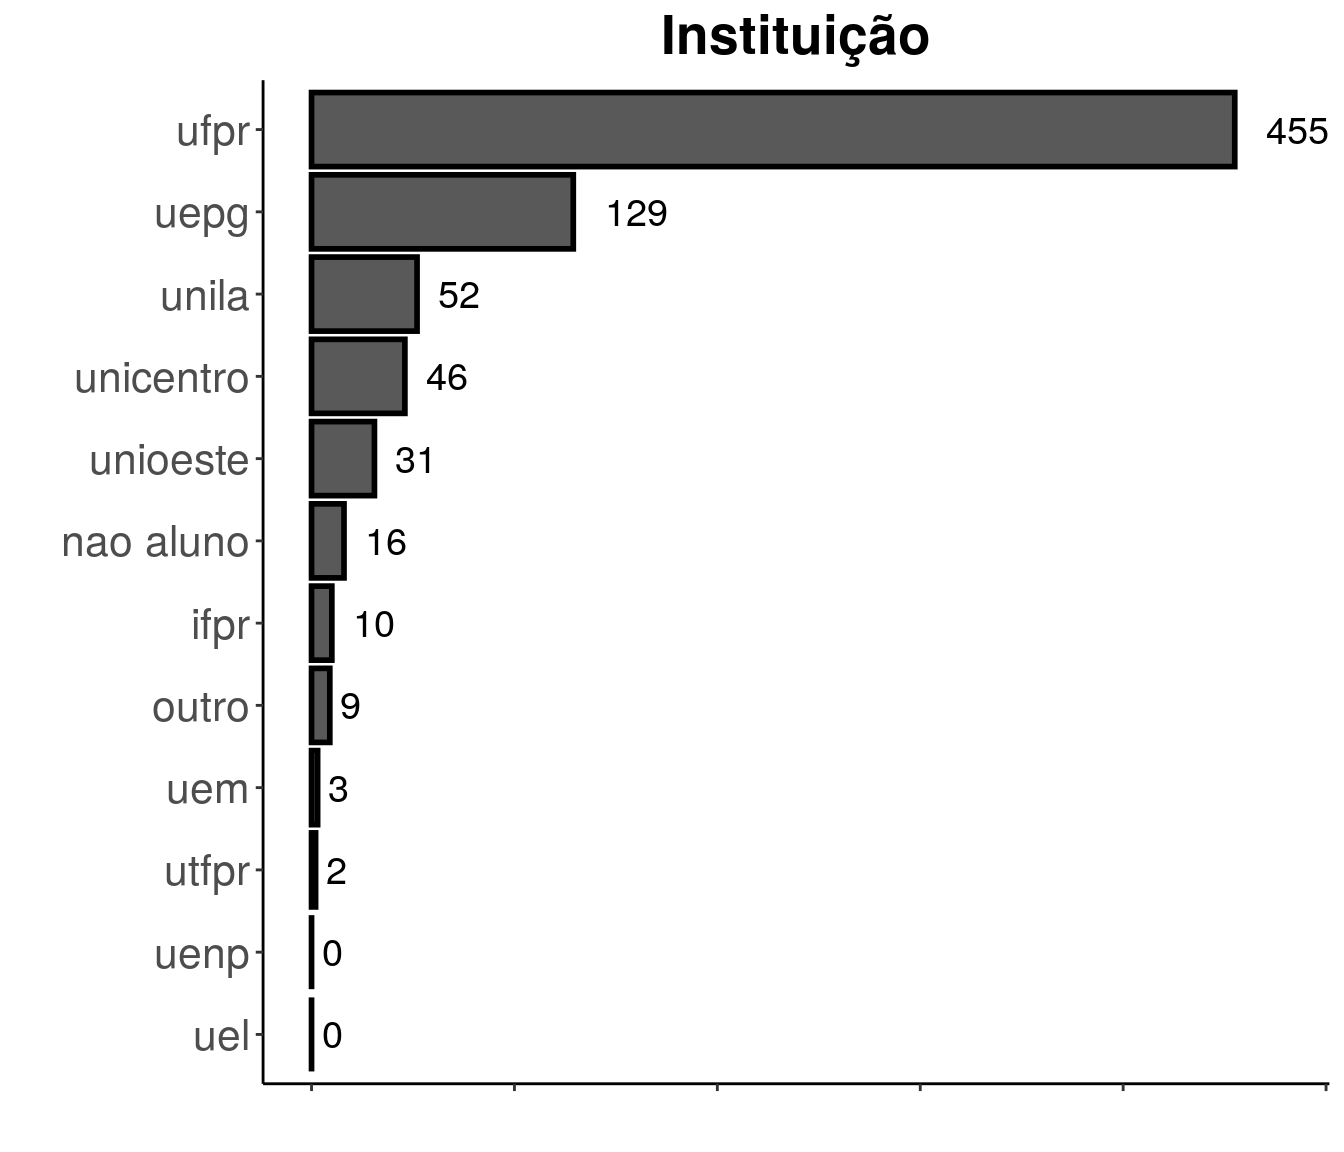 Instituição
ufpr 455
uepg 129
unila 52
unicentro 46
unioeste 31
nao aluno 16
ifpr 10
outro 9
uem 3
utfpr 2
uenp 0
uel 0